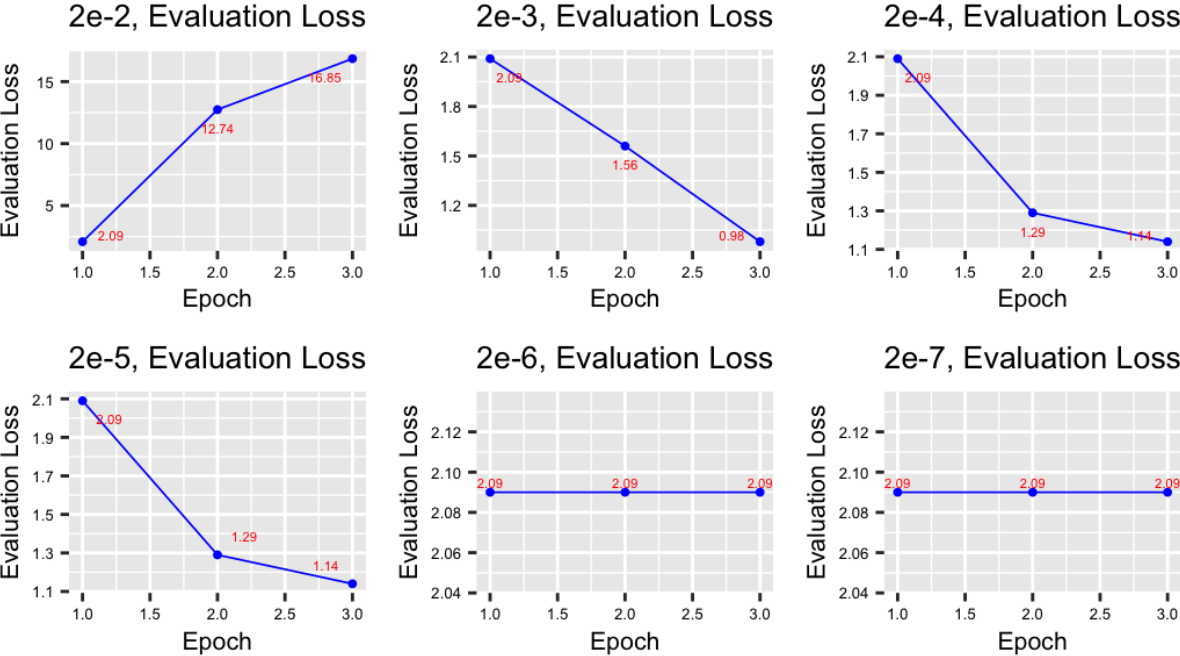 2e-2, Evaluation Loss
Evaluation Loss
15
10
5
2.09
12.74
16.85
1.0 1.5 2.0 2.5 3.0
Epoch
2e-3, Evaluation Loss
Evaluation Loss
2.1
1.8
1.5
1.2
2.09
1.56
0.98
1.0 1.5 2.0 2.5 3.0
Epoch
2e-4, Evaluation Loss
Evaluation Loss
2.1
1.9
1.7
1.5
1.3
1.1
2.09
1.29
1.14
1.0 1.5 2.0 2.5 3.0
Epoch
2e-5, Evaluation Loss
Evaluation Loss
2.1
1.9
1.7
1.5
1.3
1.1
2.09
1.29
1.14
1.0 1.5 2.0 2.5 3.0
Epoch
2e-6, Evaluation Loss
Evaluation Loss
2.12
2.10
2.08
2.06
2.04
2.09 2.09 2.09
1.0 1.5 2.0 2.5 3.0
Epoch
2e-7, Evaluation Loss
Evaluation Loss
2.12
2.10
2.08
2.06
2.04
2.09 2.09 2.09
1.0 1.5 2.0 2.5 3.0
Epoch